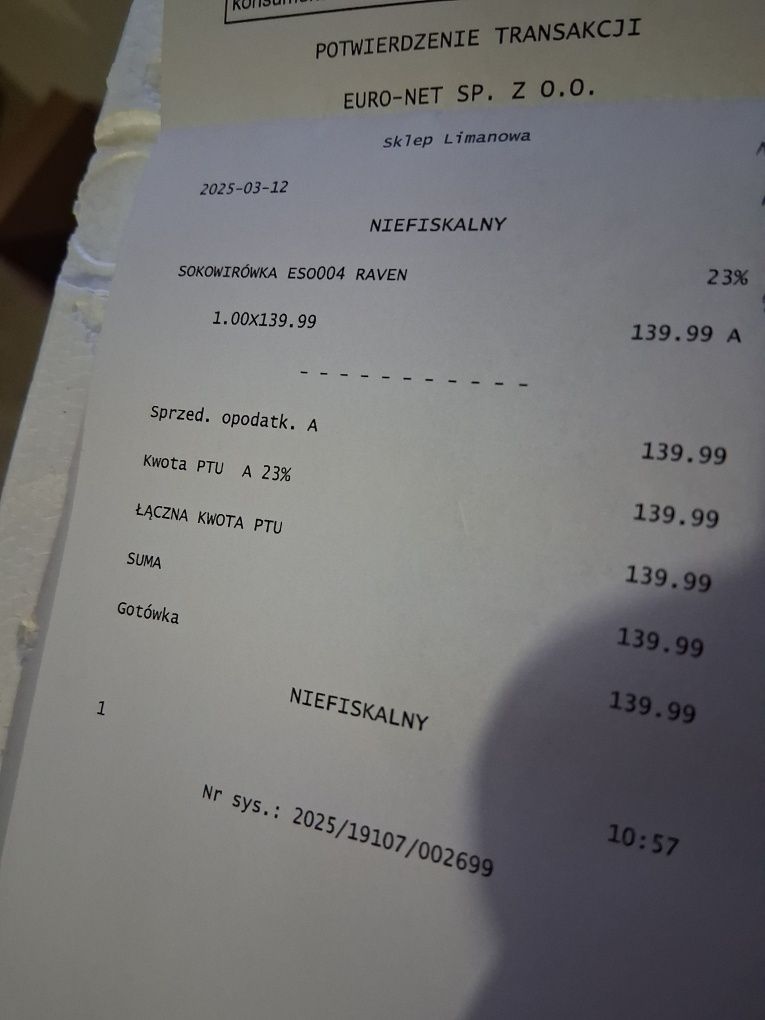 POTWIERDZENIE TRANSAKCJI
EURO-NET SP. Z O.O.
sklep Limanowa
2025-03-12
NIEFISKALNY
SOKOWIRÓWKA ESO004 RAVEN 23%
1.00X139.99 139.99 A
- - - - - - - - - - -
Sprzed. opodatk. A 139.99
Kwota PTU A 23% 139.99
ŁĄCZNA KWOTA PTU 139.99
SUMA 139.99
Gotówka 139.99
NIEFISKALNY
1 10:57
Nr sys.: 2025/19107/002699